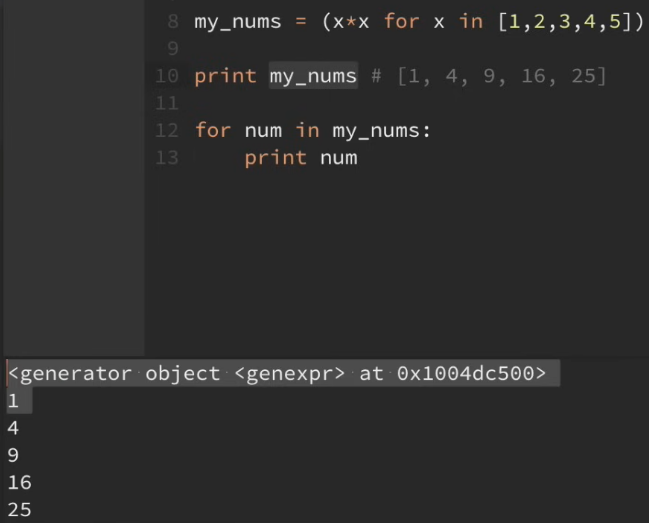 8 my_nums = (x*x for x in [1,2,3,4,5])
9
10 print my_nums # [1, 4, 9, 16, 25]
11
12 for num in my_nums:
13     print num
<generator object <genexpr> at 0x1004dc500>
1
4
9
16
25